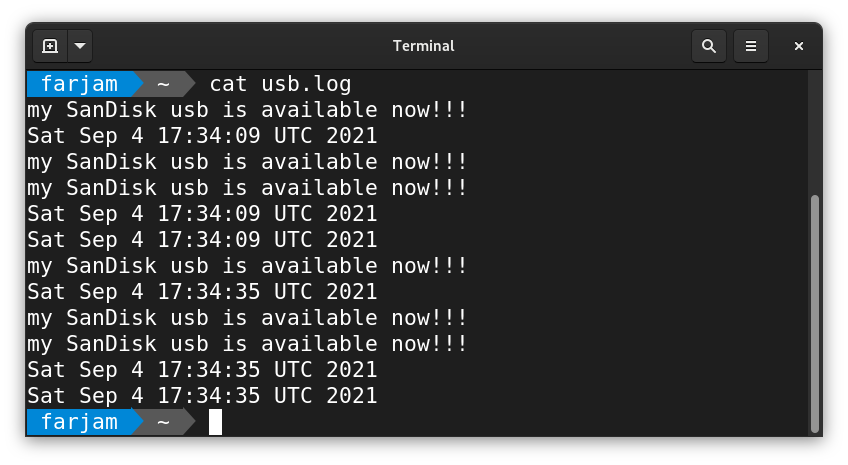 Terminal
farjam ~ cat usb.log
my SanDisk usb is available now!!!
Sat Sep 4 17:34:09 UTC 2021
my SanDisk usb is available now!!!
my SanDisk usb is available now!!!
Sat Sep 4 17:34:09 UTC 2021
Sat Sep 4 17:34:09 UTC 2021
my SanDisk usb is available now!!!
Sat Sep 4 17:34:35 UTC 2021
my SanDisk usb is available now!!!
my SanDisk usb is available now!!!
Sat Sep 4 17:34:35 UTC 2021
Sat Sep 4 17:34:35 UTC 2021
farjam ~